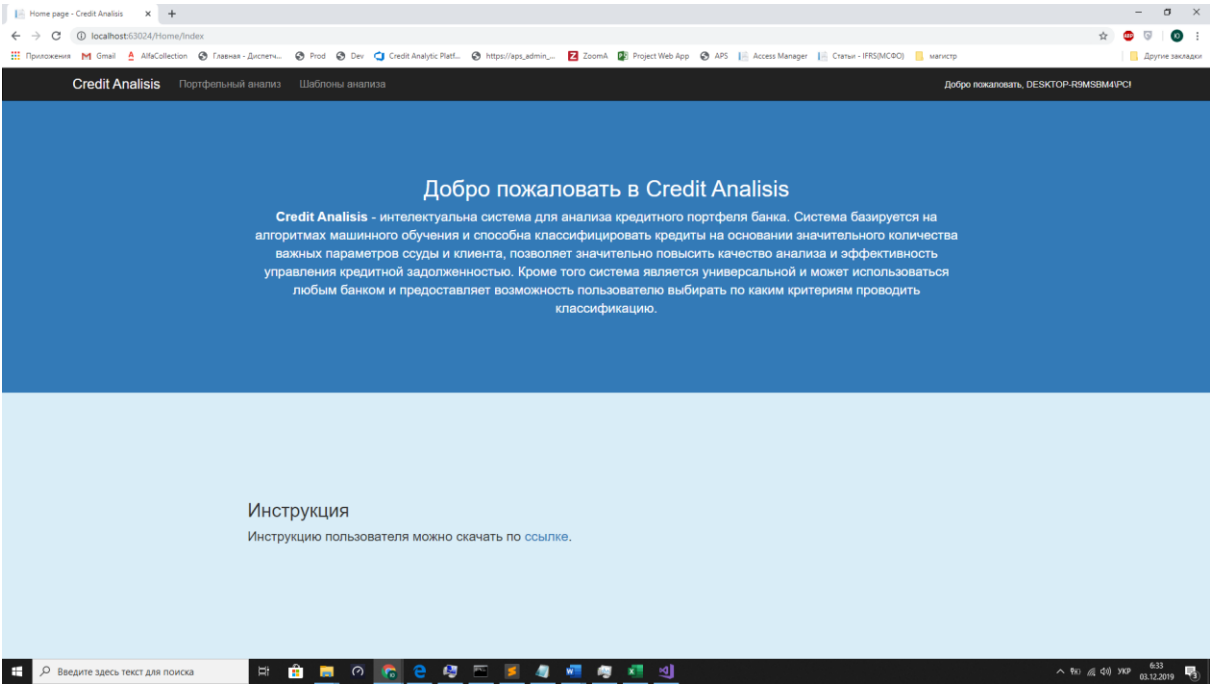 Home page - Credit Analisis
localhost:63024/Home/Index
Приложения Gmail AlfaCollection Главная - Диспетч... Prod Dev Credit Analytic Platf... https://aps_admin_... ZoomA Project Web App APS Access Manager Статьи - IFRS(МСФО) магистр Другие закладки
Credit Analisis Портфельный анализ Шаблоны анализа Добро пожаловать, DESKTOP-R9MSBM4\PC!
Добро пожаловать в Credit Analisis
Credit Analisis - интелектуальна система для анализа кредитного портфеля банка. Система базируется на
алгоритмах машинного обучения и способна классифицировать кредиты на основании значительного количества
важных параметров ссуды и клиента, позволяет значительно повысить качество анализа и эффективность
управления кредитной задолженностью. Кроме того система является универсальной и может использоваться
любым банком и предоставляет возможность пользователю выбирать по каким критериям проводить
классификацию.
Инструкция
Инструкцию пользователя можно скачать по ссылке.
Введите здесь текст для поиска
УКР
6:33
03.12.2019